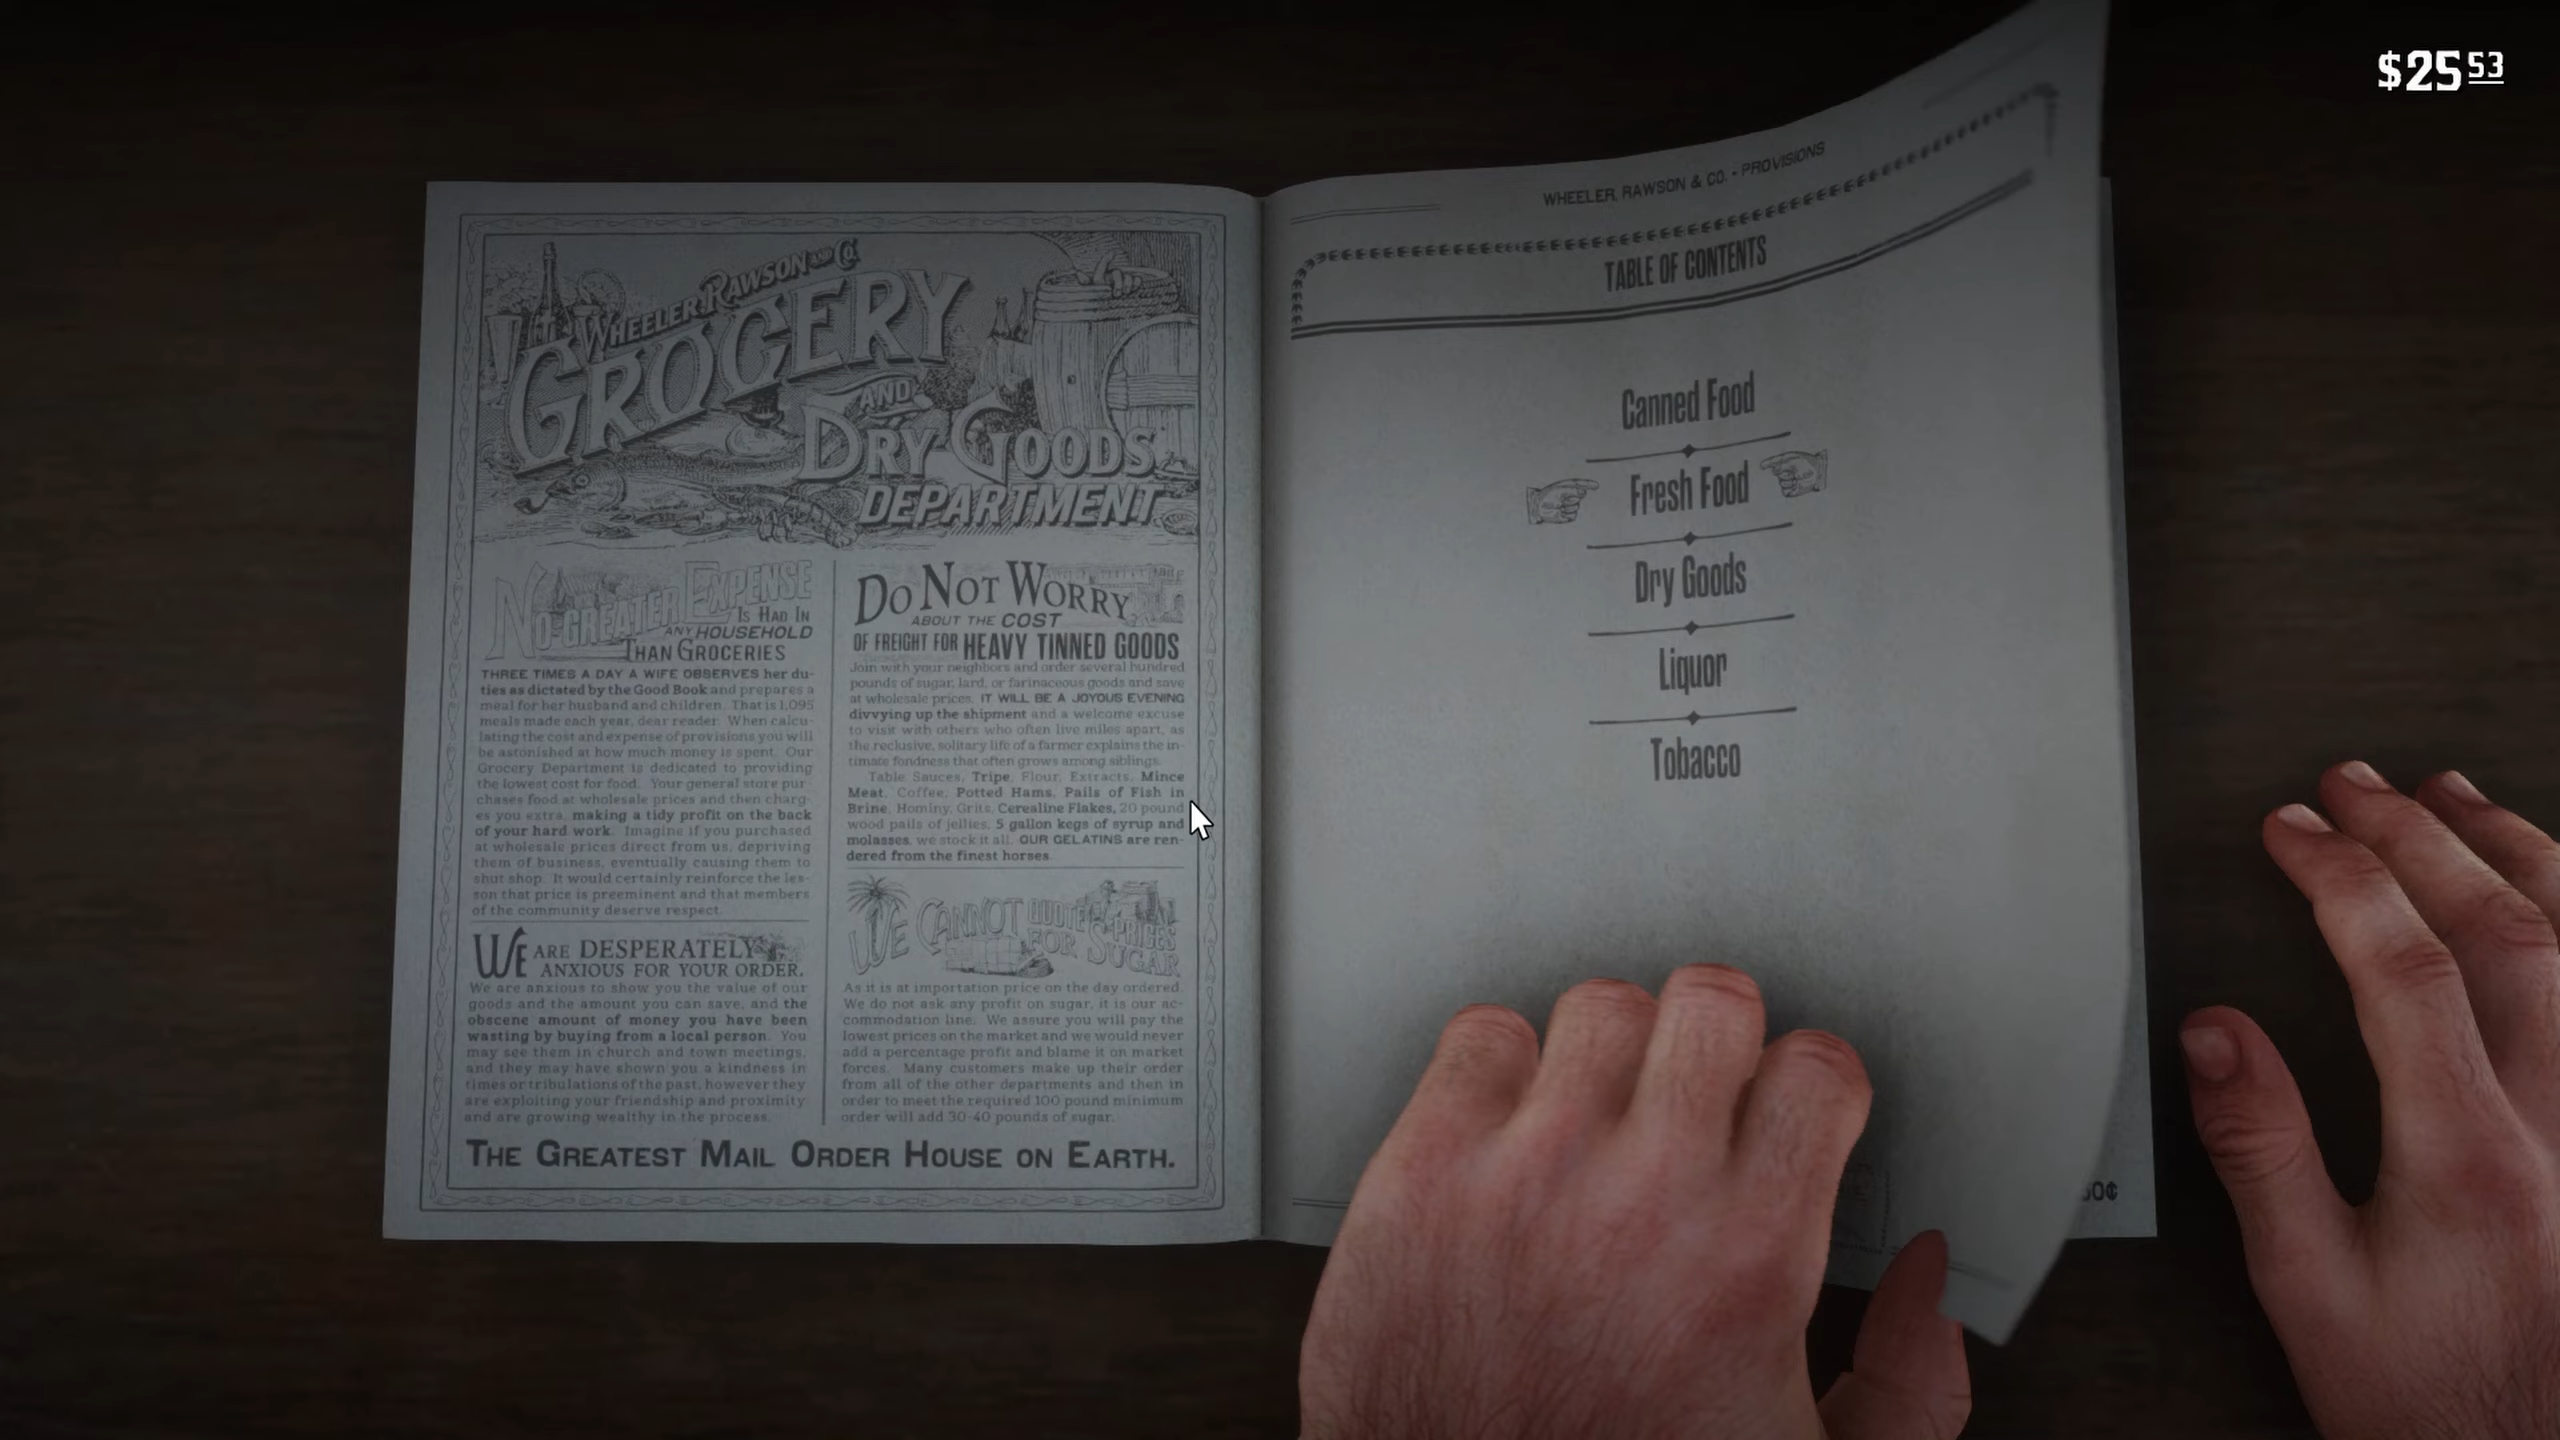 $25 53
WHEELER RAWSON AND CO.
GROCERY
AND
DRY GOODS
DEPARTMENT
NO GREATER EXPENSE
IS HAD IN
ANY HOUSEHOLD
THAN GROCERIES
THREE TIMES A DAY A WIFE OBSERVES her du-
ties as dictated by the Good Book and prepares a
meal for her husband and children. That is 1,095
meals made each year, dear reader. When calcu-
lating the cost and expense of provisions you will
be astonished at how much money is spent. Our
Grocery Department is dedicated to providing
the lowest cost for food. Your general store pur-
chases food at wholesale prices and then charg-
es you extra, making a tidy profit on the back
of your hard work. Imagine if you purchased
at wholesale prices direct from us, depriving
them of business, eventually causing them to
shut shop. It would certainly reinforce the les-
son that price is preeminent and that members
of the community deserve respect.
WE ARE DESPERATELY
ANXIOUS FOR YOUR ORDER.
We are anxious to show you the value of our
goods and the amount you can save, and the
obscene amount of money you have been
wasting by buying from a local person. You
may see them in church and town meetings,
and they may have shown you a kindness in
times or tribulations of the past, however they
are exploiting your friendship and proximity
and are growing wealthy in the process.
DO NOT WORRY
ABOUT THE COST
OF FREIGHT FOR HEAVY TINNED GOODS
Join with your neighbors and order several hundred
pounds of sugar, lard, or farinaceous goods and save
at wholesale prices. IT WILL BE A JOYOUS EVENING
divvying up the shipment and a welcome excuse
to visit with others who often live miles apart, as
the reclusive, solitary life of a farmer explains the in-
timate fondness that often grows among siblings.
Table Sauces, Tripe, Flour, Extracts, Mince
Meat, Coffee, Potted Hams, Pails of Fish in
Brine, Hominy, Grits, Cerealine Flakes, 20 pound
wood pails of jellies, 5 gallon kegs of syrup and
molasses, we stock it all. OUR GELATINS are ren-
dered from the finest horses.
WE CANNOT QUOTE PRICES
FOR SUGAR
As it is at importation price on the day ordered.
We do not ask any profit on sugar, it is our ac-
commodation line. We assure you will pay the
lowest prices on the market and we would never
add a percentage profit and blame it on market
forces. Many customers make up their order
from all of the other departments and then in
order to meet the required 100 pound minimum
order will add 30-40 pounds of sugar.
THE GREATEST MAIL ORDER HOUSE ON EARTH.
WHEELER, RAWSON & CO. • PROVISIONS
TABLE OF CONTENTS
Canned Food
Fresh Food
Dry Goods
Liquor
Tobacco